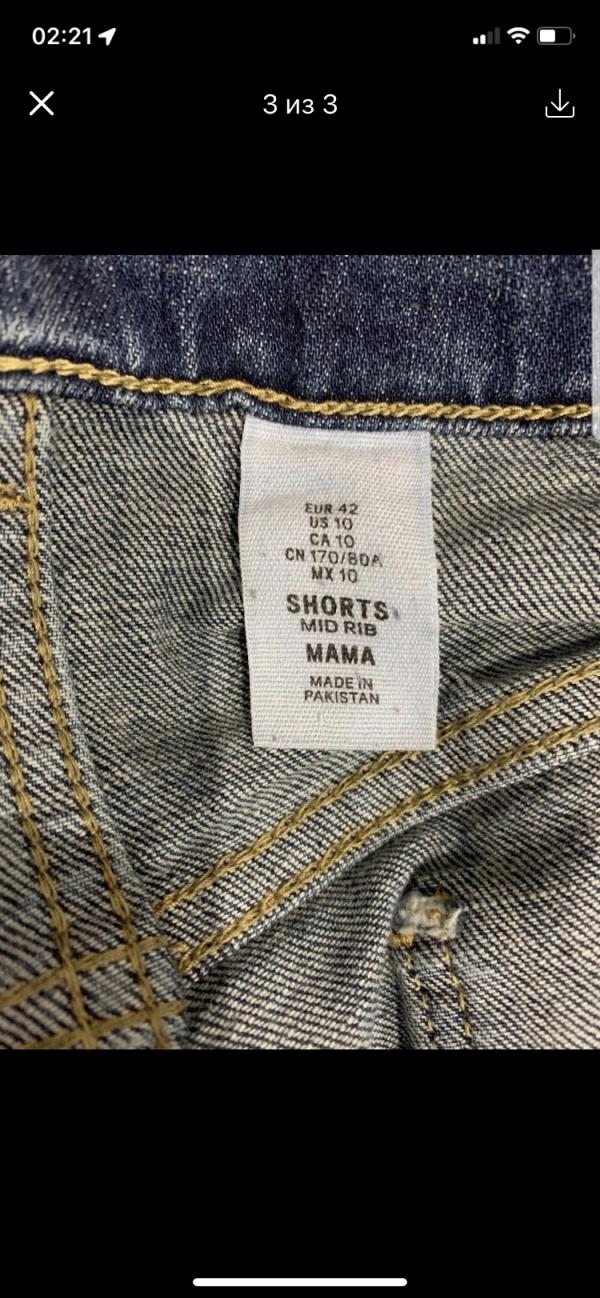 02:21
3 из 3
EUR 42
US 10
CA 10
CN 170/80A
MX 10
SHORTS
MID RIB
MAMA
MADE IN
PAKISTAN